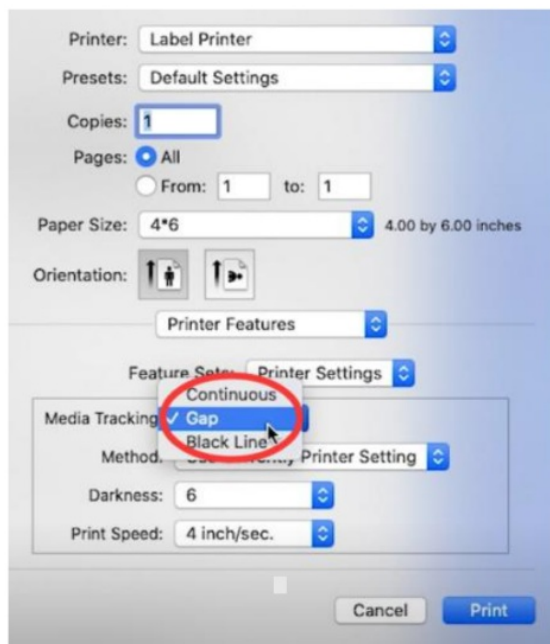 Printer: Label Printer
Presets: Default Settings
Copies: 1
Pages: All
From: 1 to: 1
Paper Size: 4*6 4.00 by 6.00 inches
Orientation:
Printer Features
Feature Sets: Printer Settings
Continuous
Media Tracking ✓ Gap
Black Line
Method: Printer Setting
Darkness: 6
Print Speed: 4 inch/sec.
Cancel Print